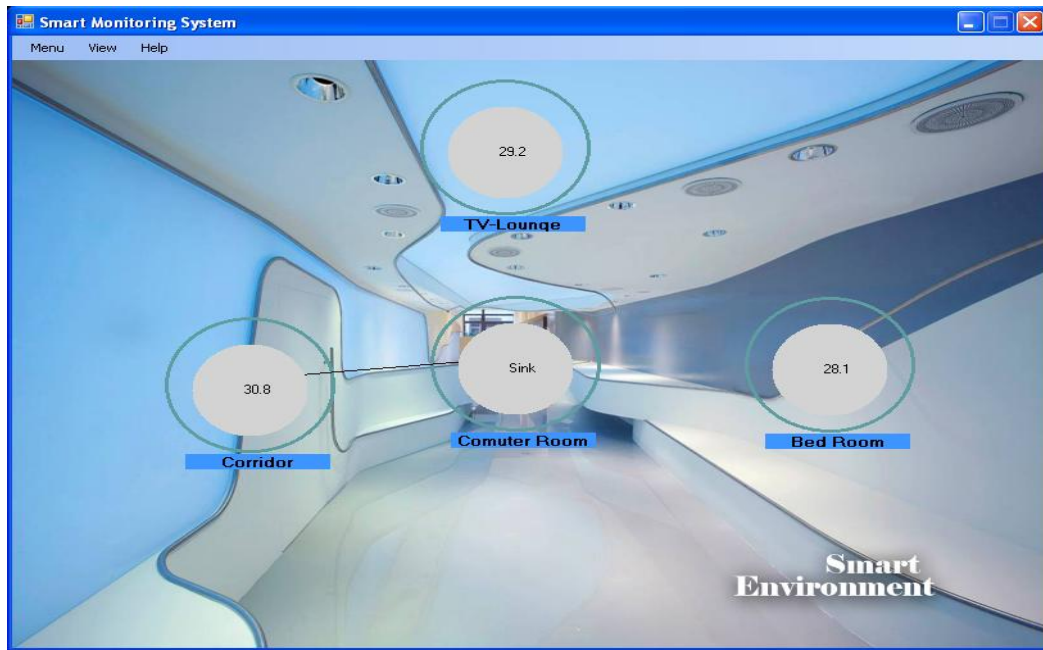 Smart Monitoring System
Menu View Help
29.2
TV-Lounge
30.8
Corridor
Sink
Comuter Room
28.1
Bed Room
Smart
Environment